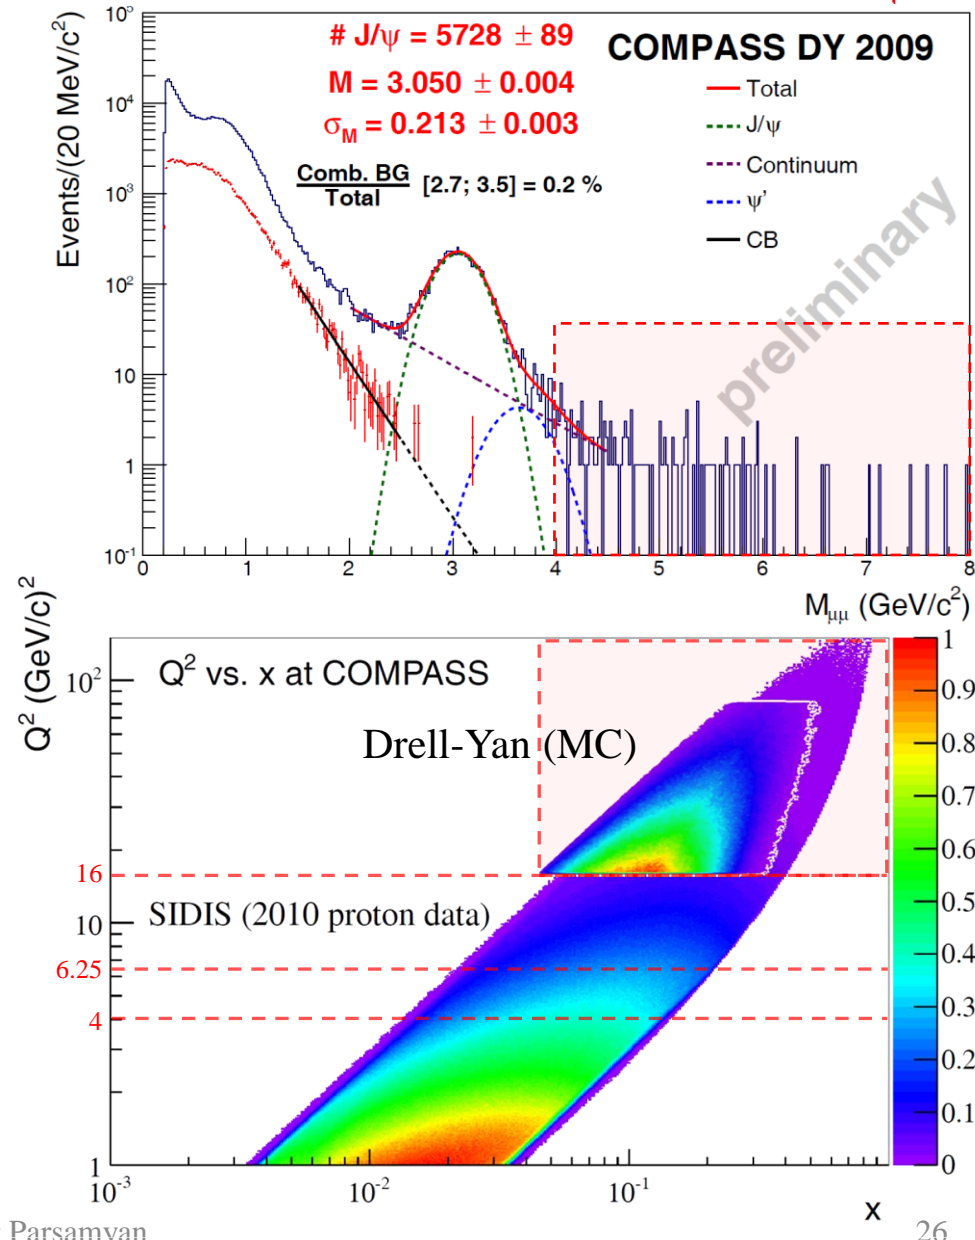 # J/ψ = 5728 ± 89
M = 3.050 ± 0.004
σM = 0.213 ± 0.003
Comb. BG
Total
[2.7; 3.5] = 0.2 %
COMPASS DY 2009
Total
J/ψ
Continuum
ψ'
CB
preliminary
Events/(20 MeV/c²)
10⁵
10⁴
10³
10²
10
1
10⁻¹
0 1 2 3 4 5 6 7 8
Mμμ (GeV/c²)
Q² (GeV/c)²
Q² vs. x at COMPASS
Drell-Yan (MC)
SIDIS (2010 proton data)
10²
16
10
6.25
4
1
10⁻³ 10⁻² 10⁻¹
x
1
0.9
0.8
0.7
0.6
0.5
0.4
0.3
0.2
0.1
0
Parsamyan
26